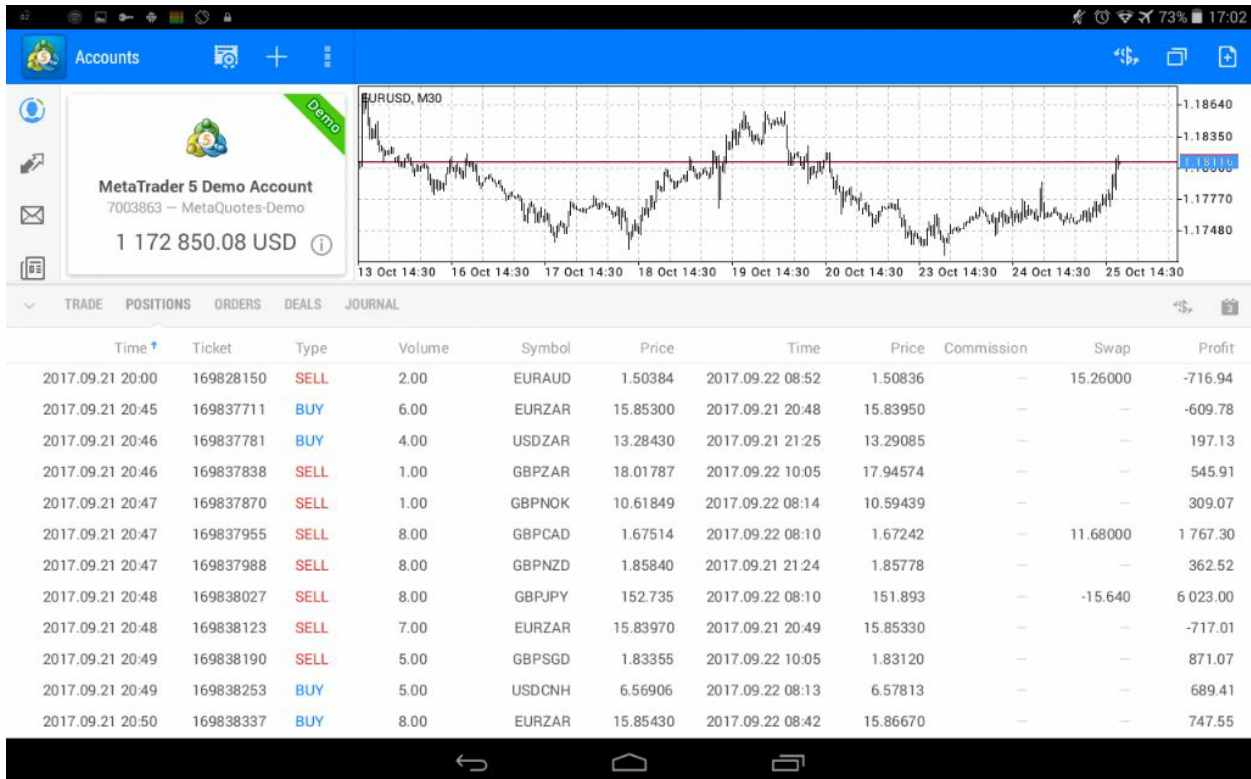 73% 17:02
Accounts
Demo
MetaTrader 5 Demo Account
7003863 — MetaQuotes-Demo
1 172 850.08 USD
EURUSD, M30
1.18640
1.18350
1.18116
1.17770
1.17480
13 Oct 14:30 16 Oct 14:30 17 Oct 14:30 18 Oct 14:30 19 Oct 14:30 20 Oct 14:30 23 Oct 14:30 24 Oct 14:30 25 Oct 14:30
TRADE POSITIONS ORDERS DEALS JOURNAL
Time Ticket Type Volume Symbol Price Time Price Commission Swap Profit
2017.09.21 20:00 169828150 SELL 2.00 EURAUD 1.50384 2017.09.22 08:52 1.50836 — 15.26000 -716.94
2017.09.21 20:45 169837711 BUY 6.00 EURZAR 15.85300 2017.09.21 20:48 15.83950 — — -609.78
2017.09.21 20:46 169837781 BUY 4.00 USDZAR 13.28430 2017.09.21 21:25 13.29085 — — 197.13
2017.09.21 20:46 169837838 SELL 1.00 GBPZAR 18.01787 2017.09.22 10:05 17.94574 — — 545.91
2017.09.21 20:47 169837870 SELL 1.00 GBPNOK 10.61849 2017.09.22 08:14 10.59439 — — 309.07
2017.09.21 20:47 169837955 SELL 8.00 GBPCAD 1.67514 2017.09.22 08:10 1.67242 — 11.68000 1 767.30
2017.09.21 20:47 169837988 SELL 8.00 GBPNZD 1.85840 2017.09.21 21:24 1.85778 — — 362.52
2017.09.21 20:48 169838027 SELL 8.00 GBPJPY 152.735 2017.09.22 08:10 151.893 — -15.640 6 023.00
2017.09.21 20:48 169838123 SELL 7.00 EURZAR 15.83970 2017.09.21 20:49 15.85330 — — -717.01
2017.09.21 20:49 169838190 SELL 5.00 GBPSGD 1.83355 2017.09.22 10:05 1.83120 — — 871.07
2017.09.21 20:49 169838253 BUY 5.00 USDCNH 6.56906 2017.09.22 08:13 6.57813 — — 689.41
2017.09.21 20:50 169838337 BUY 8.00 EURZAR 15.85430 2017.09.22 08:42 15.86670 — — 747.55